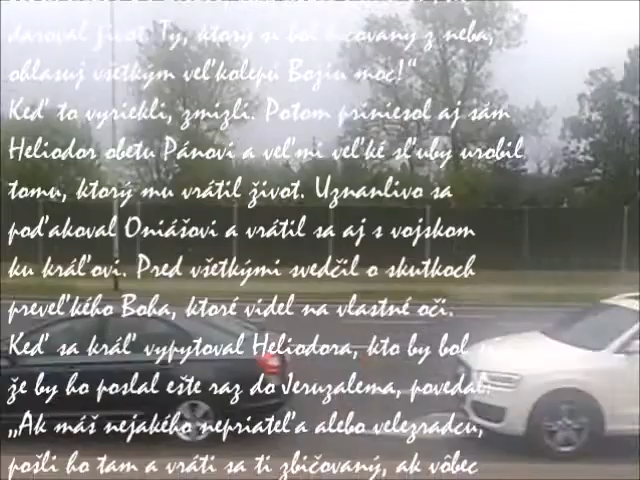 daroval život. Ty, ktorý si bol bičovaný z neba,
ohlasuj všetkým veľkolepú Božiu moc!“
Keď to vyriekli, zmizli. Potom priniesol aj sám
Heliodor obetu Pánovi a veľmi veľké sľuby urobil
tomu, ktorý mu vrátil život. Uznanlivo sa
poďakoval Oniášovi a vrátil sa aj s vojskom
ku kráľovi. Pred všetkými svedčil o skutkoch
preveľkého Boha, ktoré videl na vlastné oči.
Keď sa kráľ vypytoval Heliodora, kto by bol
že by ho poslal ešte raz do Jeruzalema, povedal:
„Ak máš nejakého nepriateľa alebo velezradcu,
pošli ho tam a vráti sa ti zbičovaný, ak vôbec